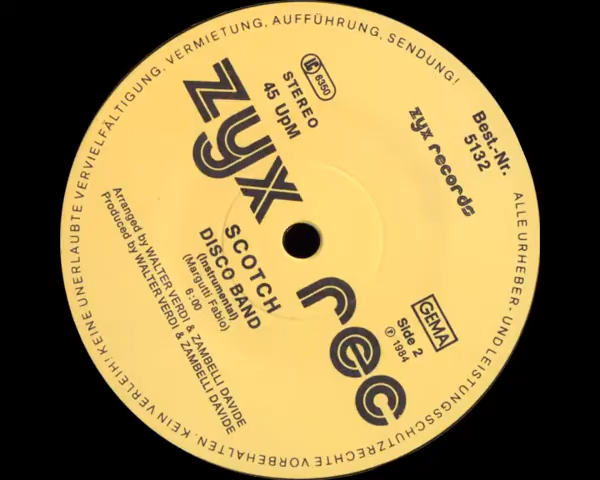 ALLE URHEBER- UND LEISTUNGSSCHUTZRECHTE VORBEHALTEN. KEIN VERLEIH! KEINE UNERLAUBTE VERVIELFÄLTIGUNG, VERMIETUNG, AUFFÜHRUNG, SENDUNG!
zyx rec
LC 6350
STEREO
45 UpM
zyx records
Best.-Nr.
5132
SCOTCH
DISCO BAND
(Instrumental)
(Margutti Fabio)
6:00
Arranged by WALTER VERDI & ZAMBELLI DAVIDE
Produced by WALTER VERDI & ZAMBELLI DAVIDE
GEMA
Side 2
Ⓟ 1984